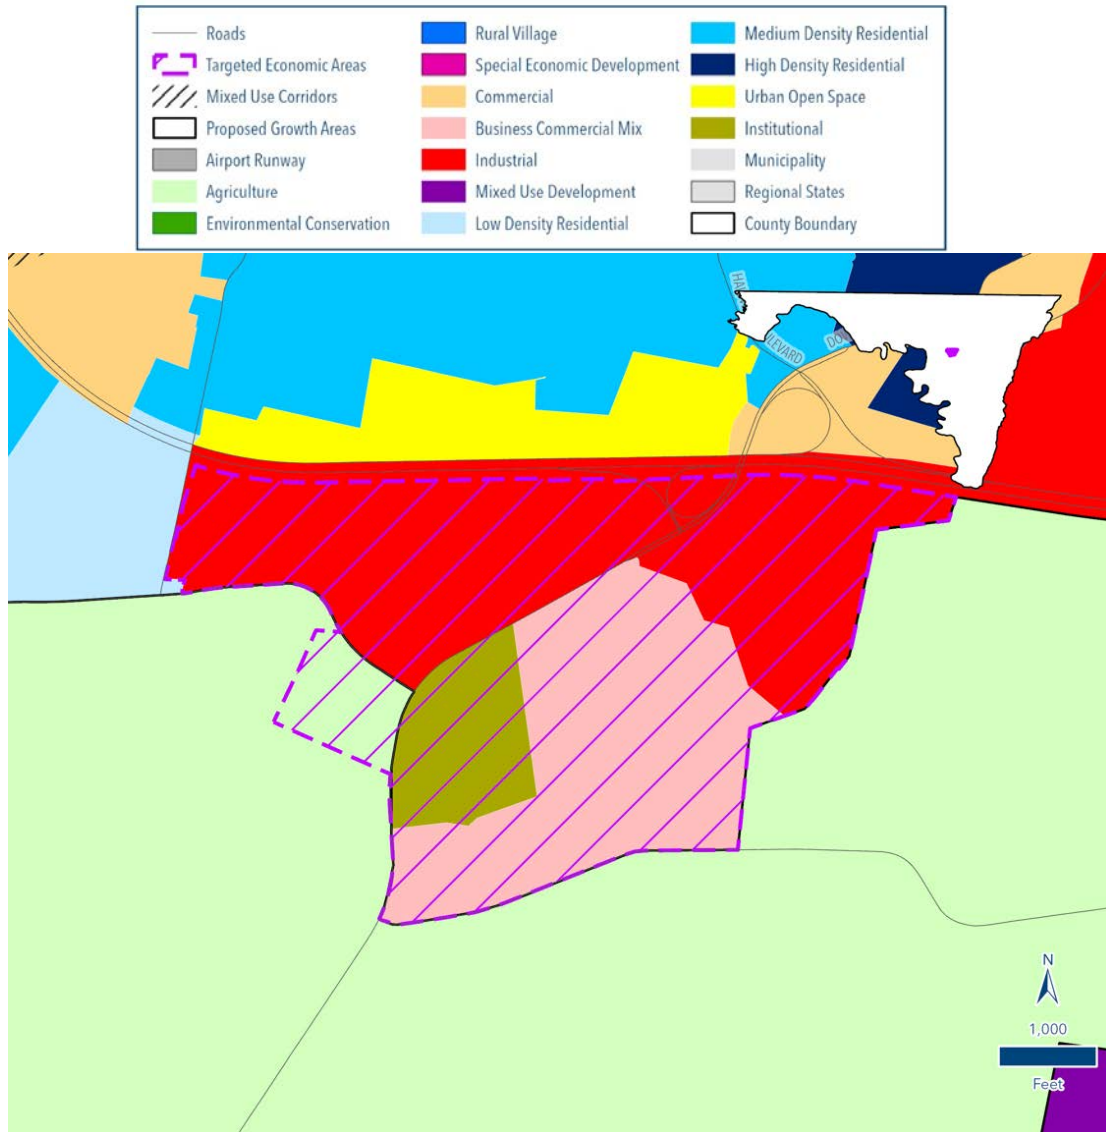 Roads
Targeted Economic Areas
Mixed Use Corridors
Proposed Growth Areas
Airport Runway
Agriculture
Environmental Conservation
Rural Village
Special Economic Development
Commercial
Business Commercial Mix
Industrial
Mixed Use Development
Low Density Residential
Medium Density Residential
High Density Residential
Urban Open Space
Institutional
Municipality
Regional States
County Boundary
N
1,000
Feet